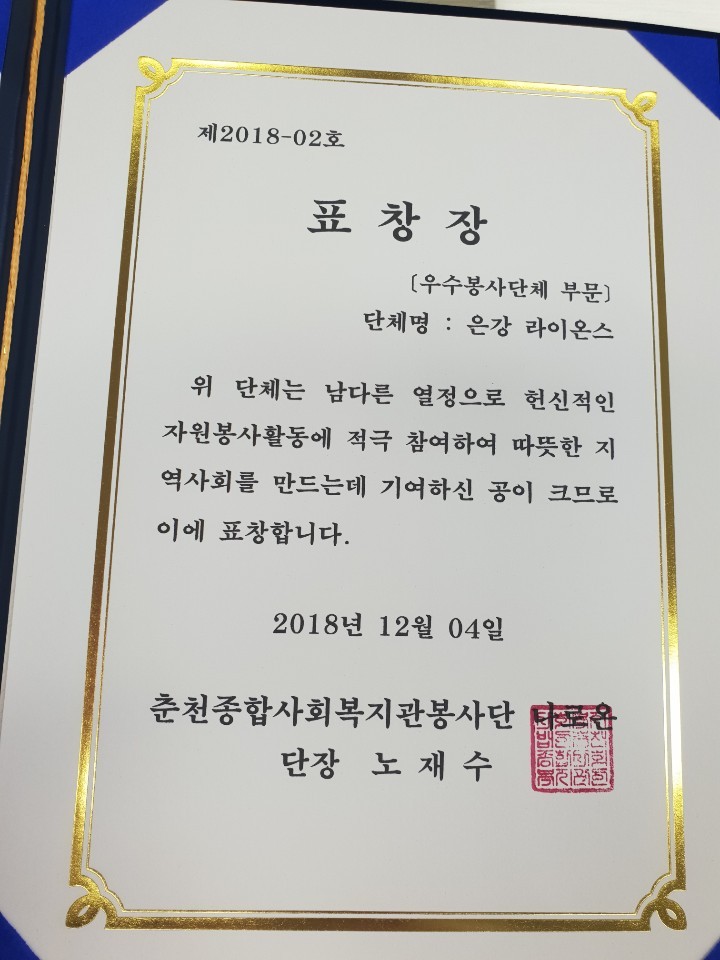 제2018-02호
표 창 장
〔우수봉사단체 부문〕
단체명 : 은강 라이온스
위 단체는 남다른 열정으로 헌신적인
자원봉사활동에 적극 참여하여 따뜻한 지
역사회를 만드는데 기여하신 공이 크므로
이에 표창합니다.
2018년 12월 04일
춘천종합사회복지관봉사단 나로운
단장 노 재 수